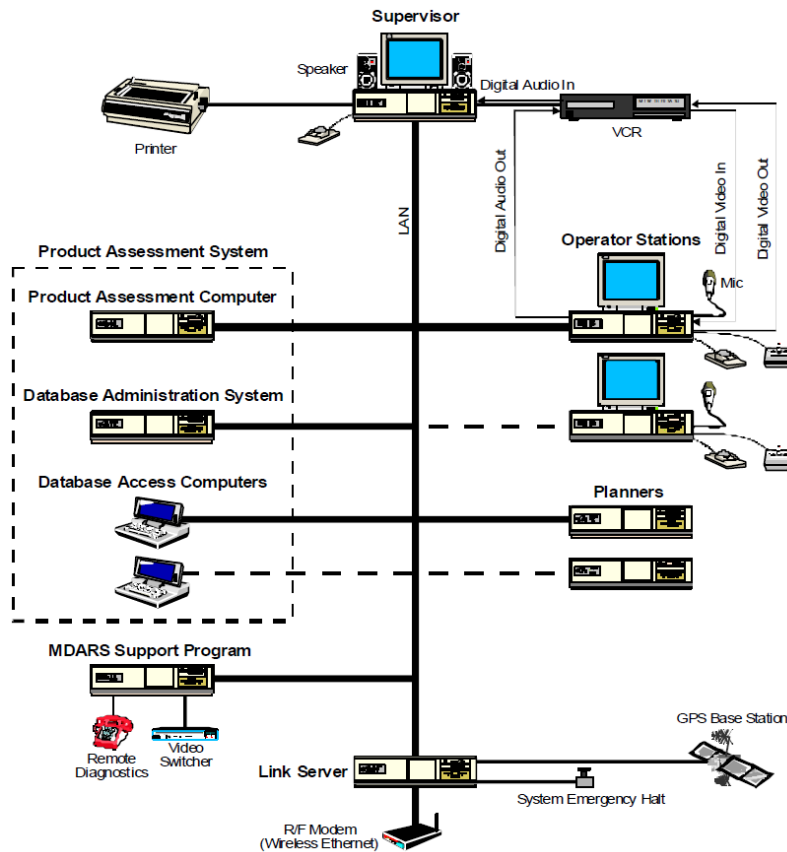 Supervisor
Speaker
Digital Audio In
Printer
VCR
LAN
Digital Audio Out
Digital Video In
Digital Video Out
Product Assessment System
Operator Stations
Product Assessment Computer
Mic
Database Administration System
Database Access Computers
Planners
MDARS Support Program
Remote
Diagnostics
Video
Switcher
GPS Base Station
Link Server
System Emergency Halt
R/F Modem
(Wireless Ethernet)